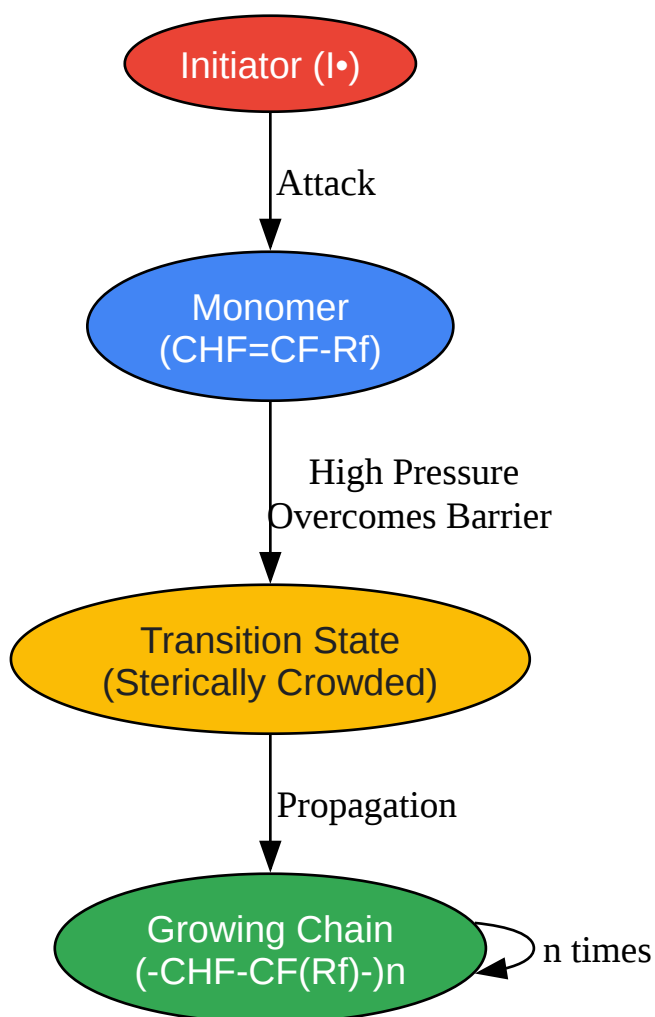 Initiator (I•)
Attack
Monomer
(CHF=CF-Rf)
High Pressure
Overcomes Barrier
Transition State
(Sterically Crowded)
Propagation
Growing Chain
(-CHF-CF(Rf)-)n
n times